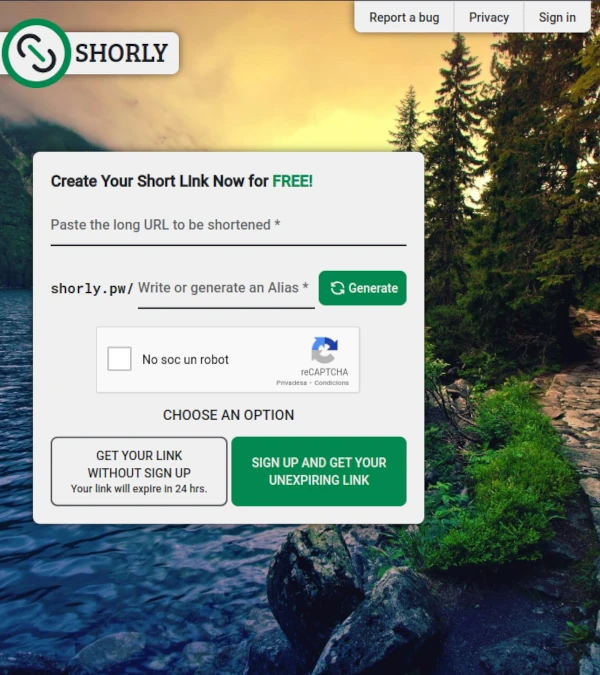 Report a bug
Privacy
Sign in
SHORLY
Create Your Short Link Now for FREE!
Paste the long URL to be shortened *
shorly.pw/ Write or generate an Alias * Generate
No soc un robot
reCAPTCHA
Privadesa - Condicions
CHOOSE AN OPTION
GET YOUR LINK
WITHOUT SIGN UP
Your link will expire in 24 hrs.
SIGN UP AND GET YOUR
UNEXPIRING LINK